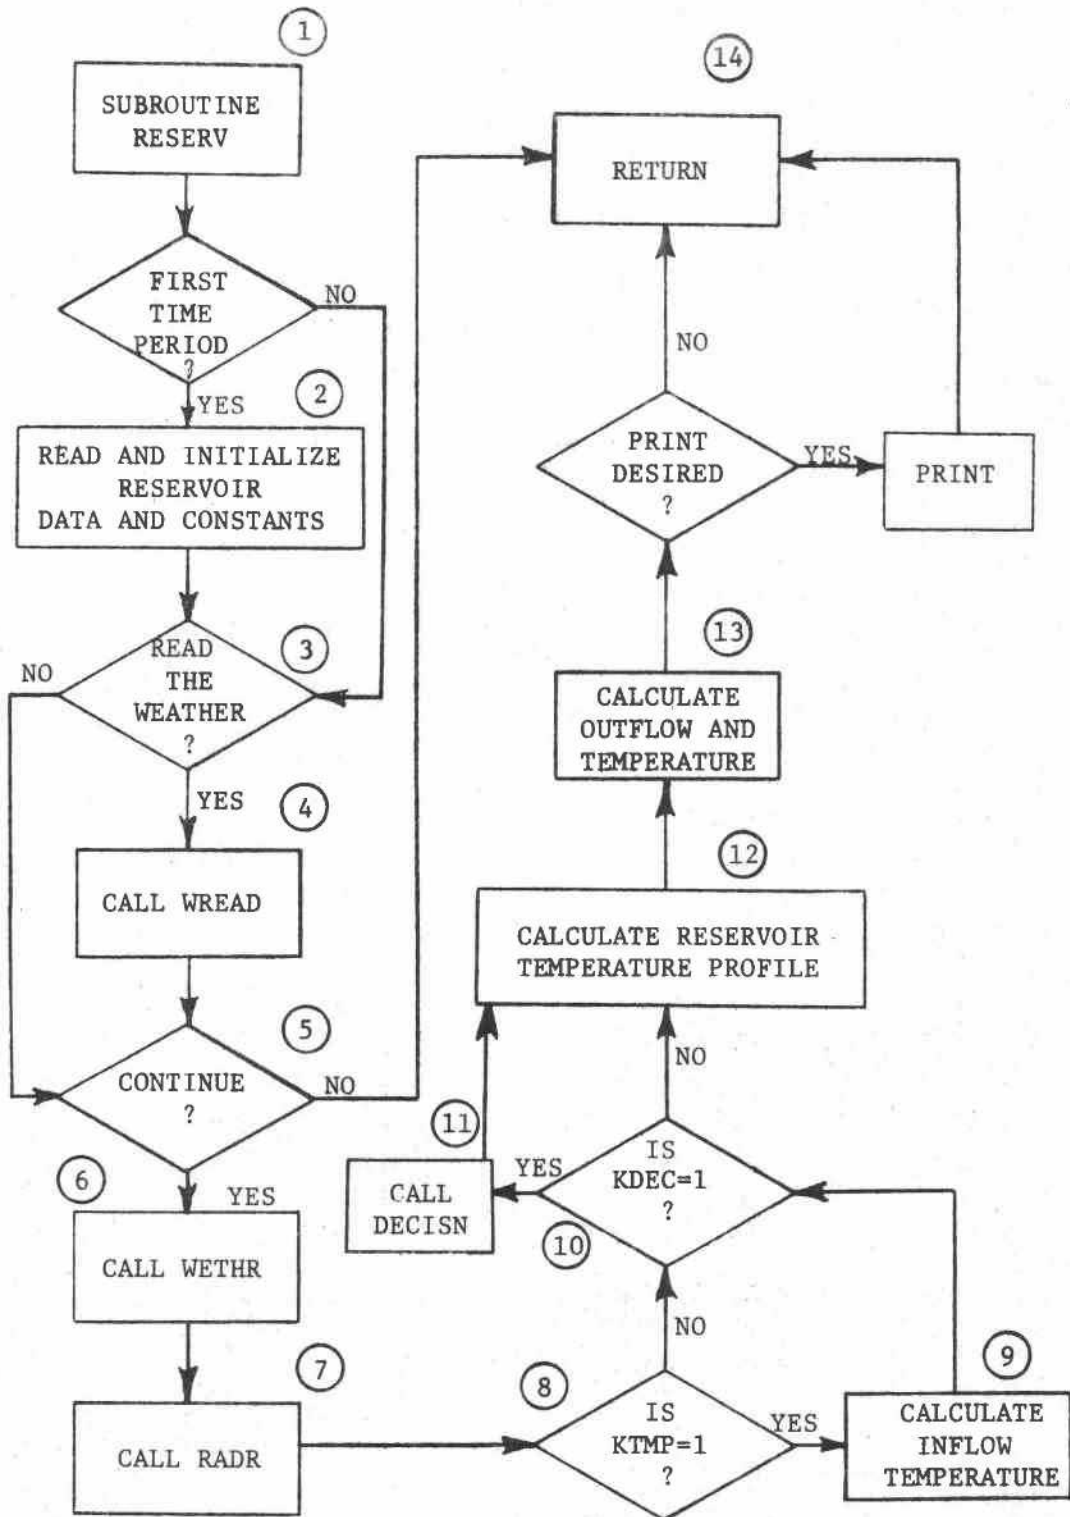 1
SUBROUTINE
RESERV
FIRST
TIME
PERIOD
?
NO
YES
2
READ AND INITIALIZE
RESERVOIR
DATA AND CONSTANTS
3
READ
THE
WEATHER
?
NO
YES
4
CALL WREAD
5
CONTINUE
?
NO
6
YES
CALL WETHR
7
CALL RADR
8
IS
KTMP=1
?
YES
NO
9
CALCULATE
INFLOW
TEMPERATURE
IS
KDEC=1
?
10
YES
NO
11
CALL
DECISN
12
CALCULATE RESERVOIR
TEMPERATURE PROFILE
13
CALCULATE
OUTFLOW AND
TEMPERATURE
PRINT
DESIRED
?
YES
PRINT
NO
14
RETURN